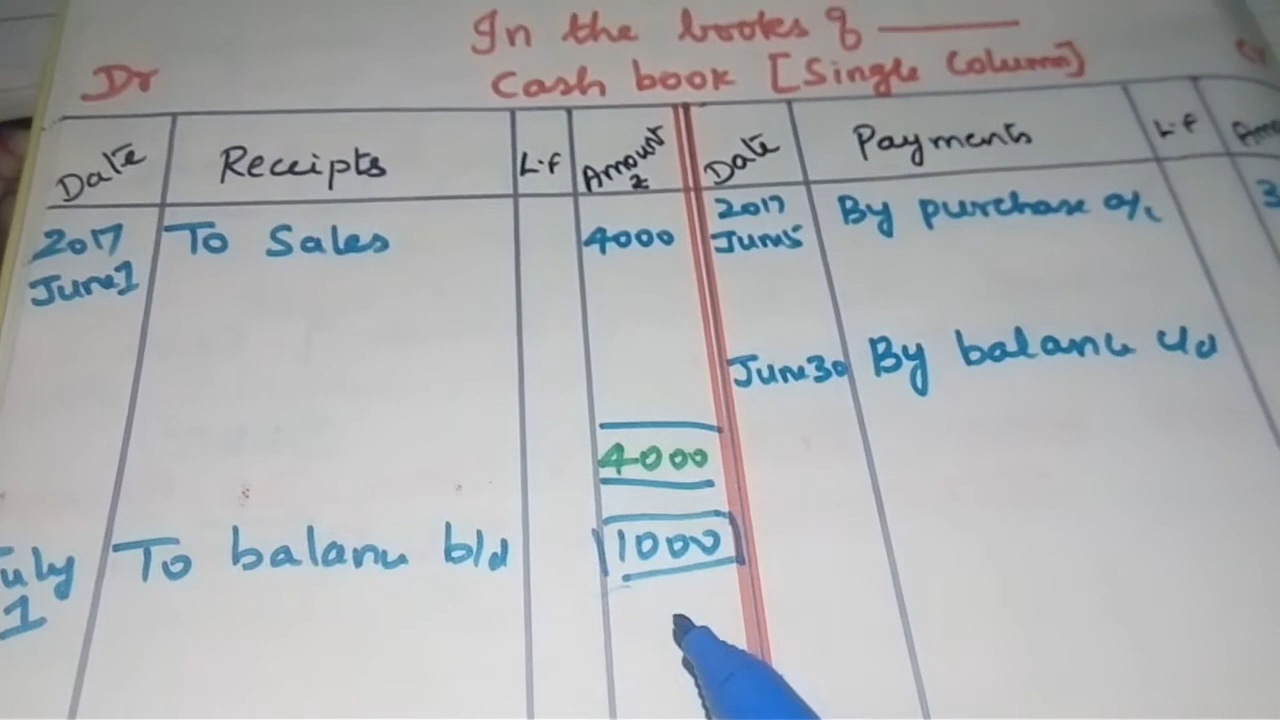 In the books of
Dr Cash book [Single Column]
Date Receipts L.f Amount Date Payments L.f
2017 To Sales 4000 2017 By purchase a/c 3
June 1 June 5
June 30 By balance c/d
4000
July To balance b/d 1000
1